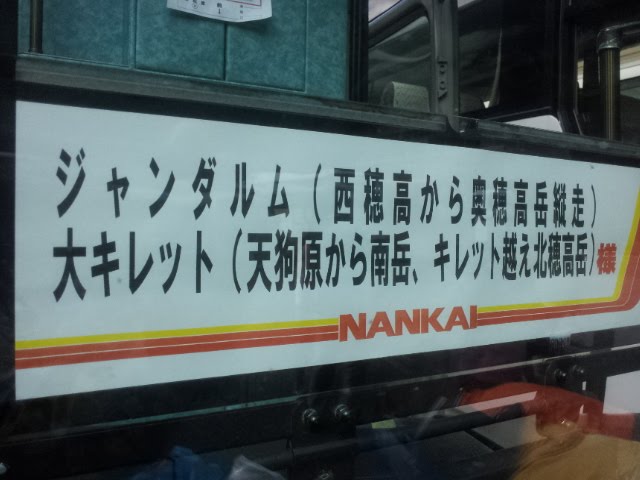 ジャンダルム(西穂高から奥穂高岳縦走)
大キレット(天狗原から南岳、キレット越え北穂高岳)様
NANKAI